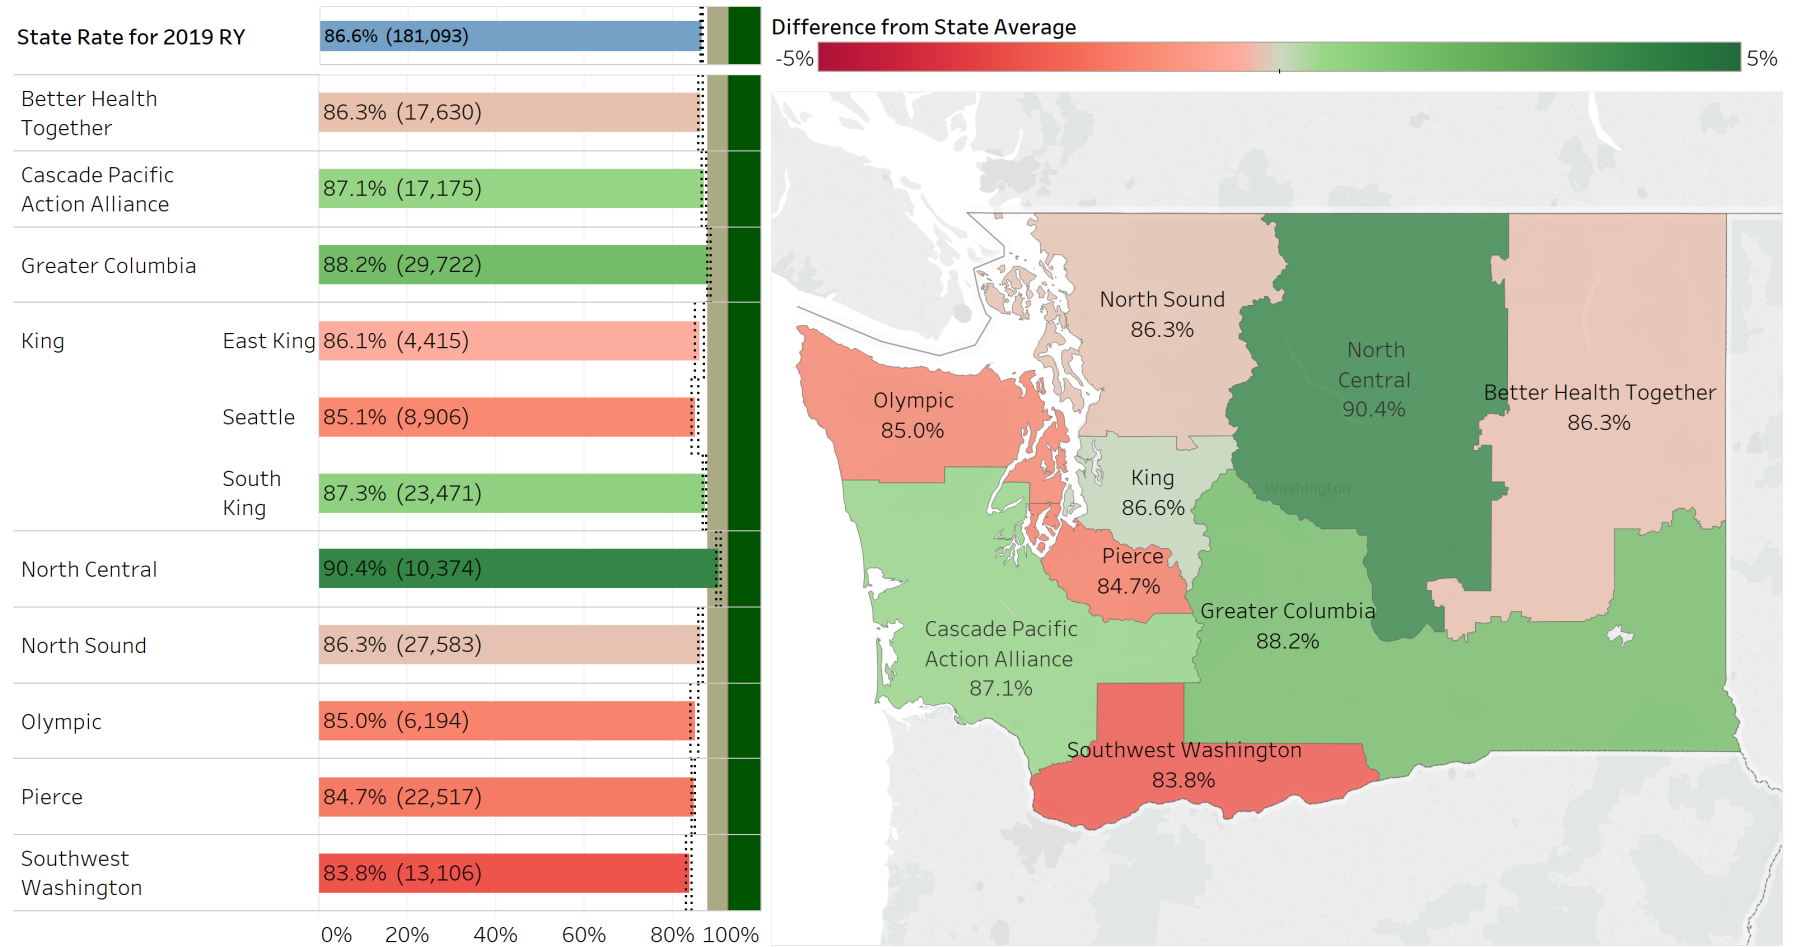 State Rate for 2019 RY
86.6% (181,093)
Better Health
Together
86.3% (17,630)
Cascade Pacific
Action Alliance
87.1% (17,175)
Greater Columbia
88.2% (29,722)
King
East King
86.1% (4,415)
Seattle
85.1% (8,906)
South
King
87.3% (23,471)
North Central
90.4% (10,374)
North Sound
86.3% (27,583)
Olympic
85.0% (6,194)
Pierce
84.7% (22,517)
Southwest
Washington
83.8% (13,106)
0% 20% 40% 60% 80% 100%
Difference from State Average
-5% 5%
North Sound
86.3%
North
Central
90.4%
Better Health Together
86.3%
Olympic
85.0%
King
86.6%
Washington
Pierce
84.7%
Greater Columbia
88.2%
Cascade Pacific
Action Alliance
87.1%
Southwest Washington
83.8%